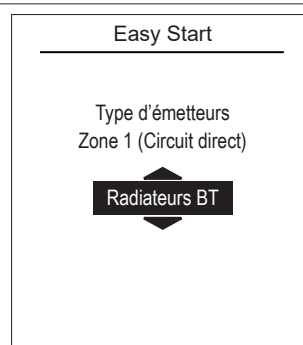 Easy Start
Type d'émetteurs
Zone 1 (Circuit direct)
Radiateurs BT